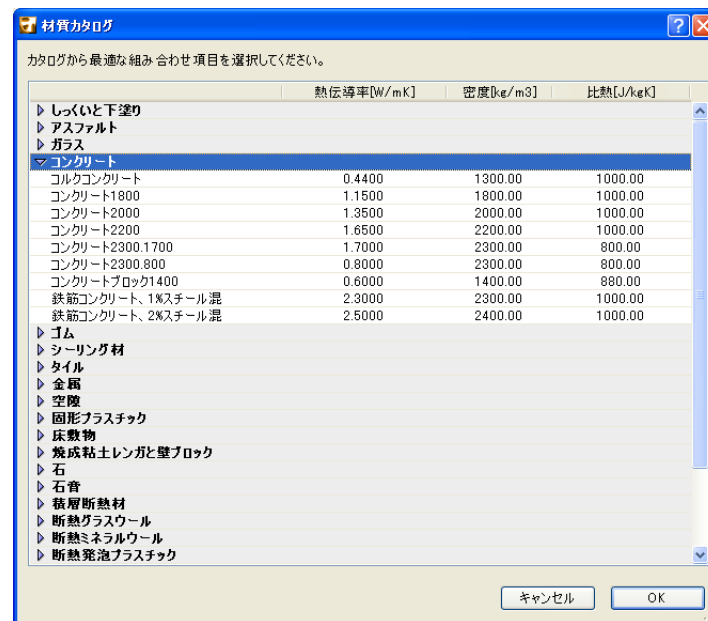 材質カタログ
カタログから最適な組み合わせ項目を選択してください。
熱伝導率[W/mK] 密度[kg/m3] 比熱[J/kgK]
しっくいと下塗り
アスファルト
ガラス
コンクリート
コルクコンクリート 0.4400 1300.00 1000.00
コンクリート1800 1.1500 1800.00 1000.00
コンクリート2000 1.3500 2000.00 1000.00
コンクリート2200 1.6500 2200.00 1000.00
コンクリート2300.1700 1.7000 2300.00 800.00
コンクリート2300.800 0.8000 2300.00 800.00
コンクリートブロック1400 0.6000 1400.00 880.00
鉄筋コンクリート、1%スチール混 2.3000 2300.00 1000.00
鉄筋コンクリート、2%スチール混 2.5000 2400.00 1000.00
ゴム
シーリング材
タイル
金属
空隙
固形プラスチック
床敷物
焼成粘土レンガと壁ブロック
石
石膏
積層断熱材
断熱グラスウール
断熱ミネラルウール
断熱発泡プラスチック
キャンセル OK